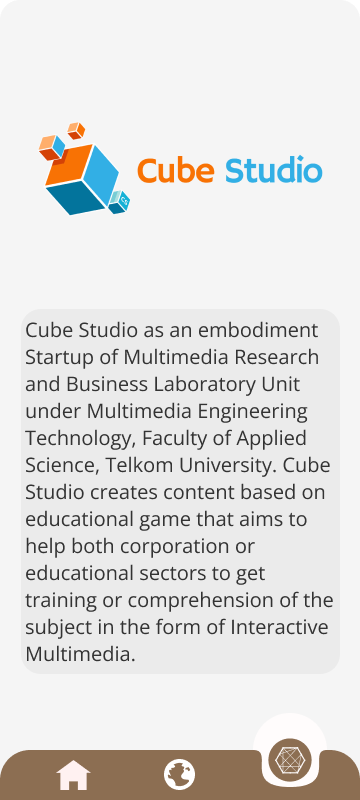 Cube Studio
Cube Studio as an embodiment
Startup of Multimedia Research
and Business Laboratory Unit
under Multimedia Engineering
Technology, Faculty of Applied
Science, Telkom University. Cube
Studio creates content based on
educational game that aims to
help both corporation or
educational sectors to get
training or comprehension of the
subject in the form of Interactive
Multimedia.